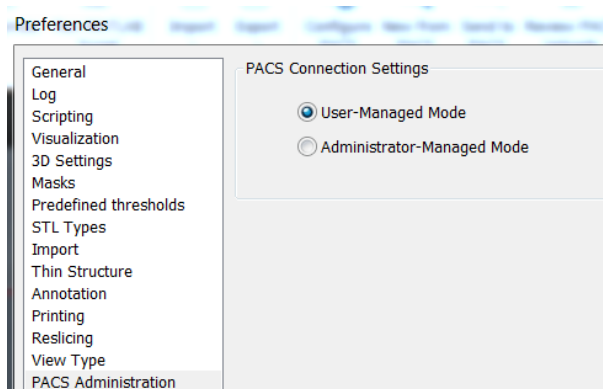 Preferences
General
Log
Scripting
Visualization
3D Settings
Masks
Predefined thresholds
STL Types
Import
Thin Structure
Annotation
Printing
Reslicing
View Type
PACS Administration
PACS Connection Settings
User-Managed Mode
Administrator-Managed Mode